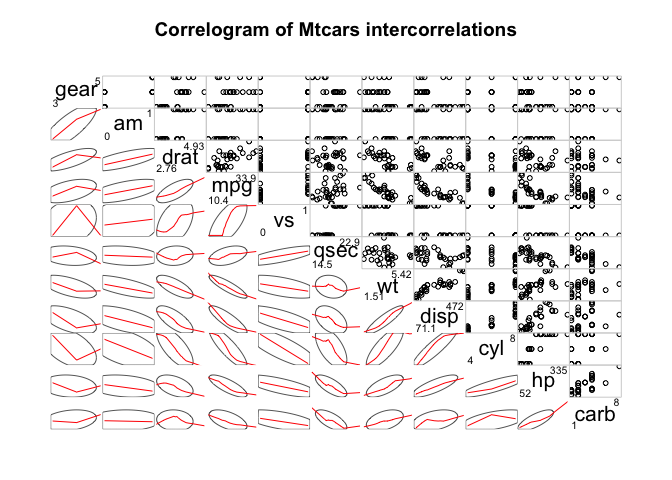 Correlogram of Mtcars intercorrelations
5
gear
3
1
am
0
4.93
drat
2.76
33.9
mpg
10.4
1
vs
0
22.9
qsec
14.5
5.42
wt
1.51
472
disp
71.1
8
cyl
4
335
hp
52
8
carb
1